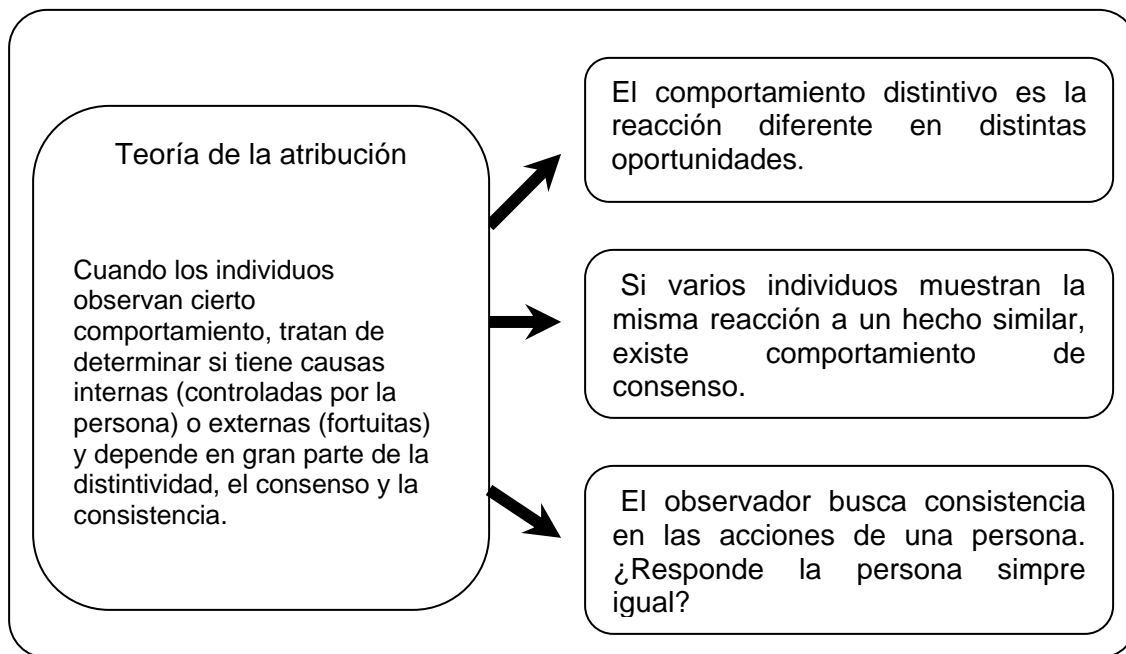 Teoría de la atribución
Cuando los individuos
observan cierto
comportamiento, tratan de
determinar si tiene causas
internas (controladas por la
persona) o externas (fortuitas)
y depende en gran parte de la
distintividad, el consenso y la
consistencia.
El comportamiento distintivo es la
reacción diferente en distintas
oportunidades.
Si varios individuos muestran la
misma reacción a un hecho similar,
existe comportamiento de
consenso.
El observador busca consistencia
en las acciones de una persona.
¿Responde la persona simpre
igual?